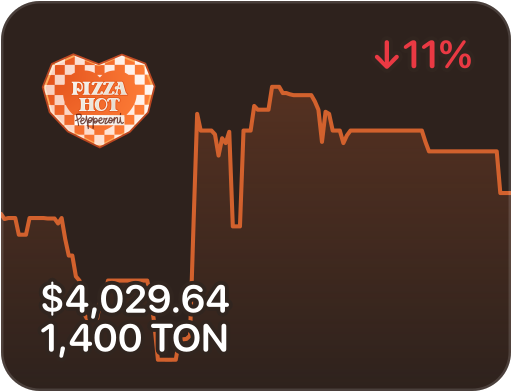 ↓11%
PIZZA
HOT
Pepperoni
$4,029.64
1,400 TON